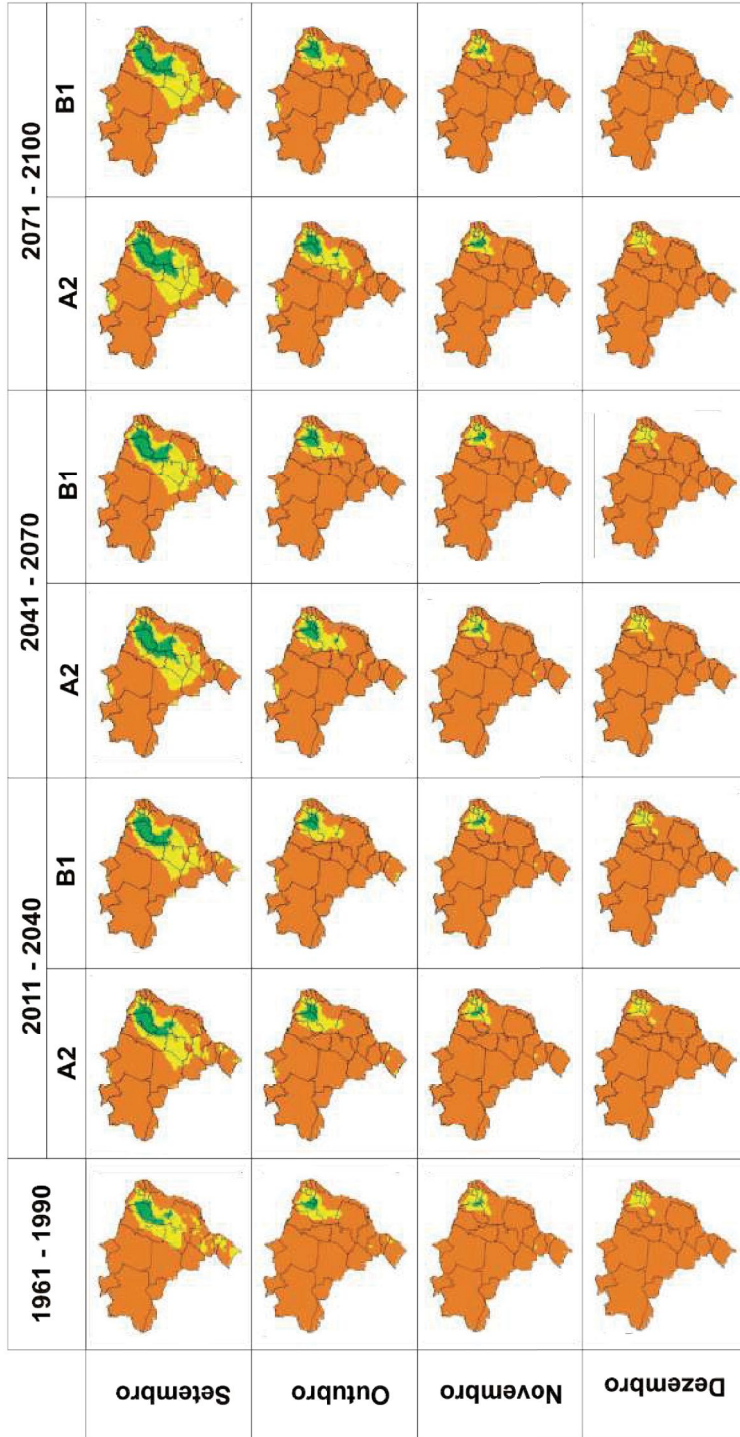 1961 - 1990
2011 - 2040
2041 - 2070
2071 - 2100
A2
B1
A2
B1
A2
B1
Setembro
Outubro
Novembro
Dezembro